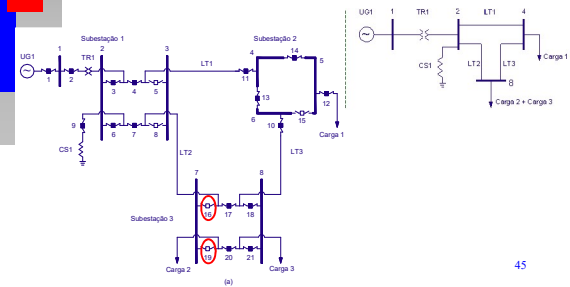 Subestação 1
Subestação 2
UG1
1
2
TR1
3
LT1
4
14
5
1
2
3
4
5
11
13
12
9
6
7
8
6
10
15
Carga 1
CS1
LT2
LT3
7
8
16
17
18
Subestação 3
19
20
21
Carga 2
Carga 3
(a)
UG1
1
TR1
2
LT1
4
CS1
LT2
LT3
Carga 1
8
Carga 2 + Carga 3
45